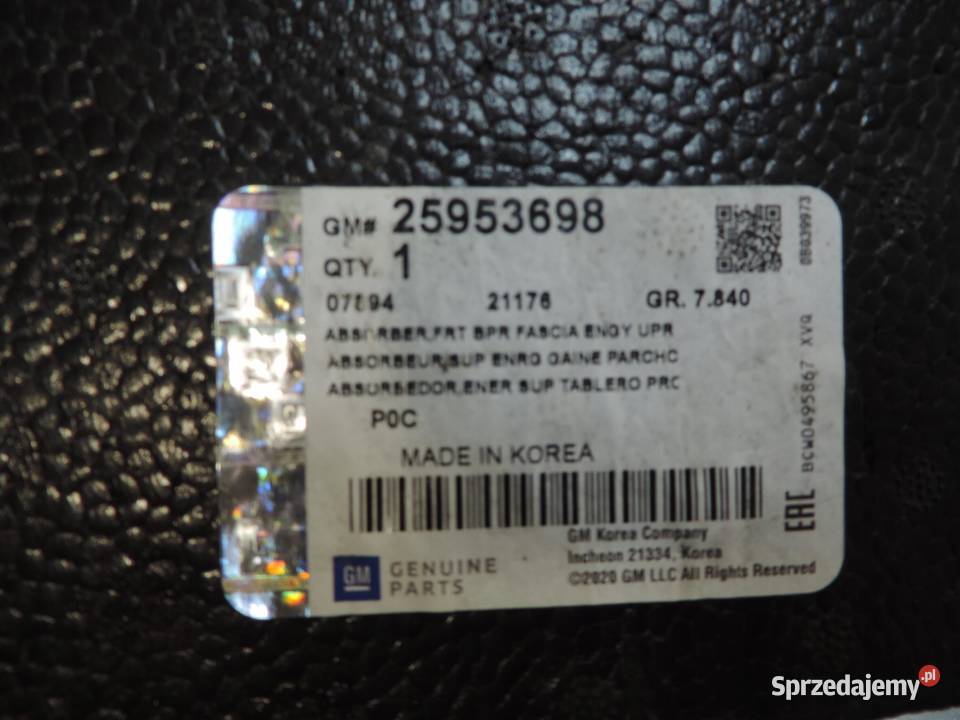 GM# 25953698
QTY. 1
07894 21176 GR. 7.840
ABSORBER,FRT BPR FASCIA ENGY UPR
ABSORBEUR,SUP ENRG GAINE PARCHC
ABSORBEDOR,ENER SUP TABLERO PRC
P0C
MADE IN KOREA
GM Korea Company
Incheon 21334, Korea
©2020 GM LLC All Rights Reserved
GM GENUINE
PARTS
0B039973
BCW0495867 XVQ
EAC
Sprzedajemy.pl